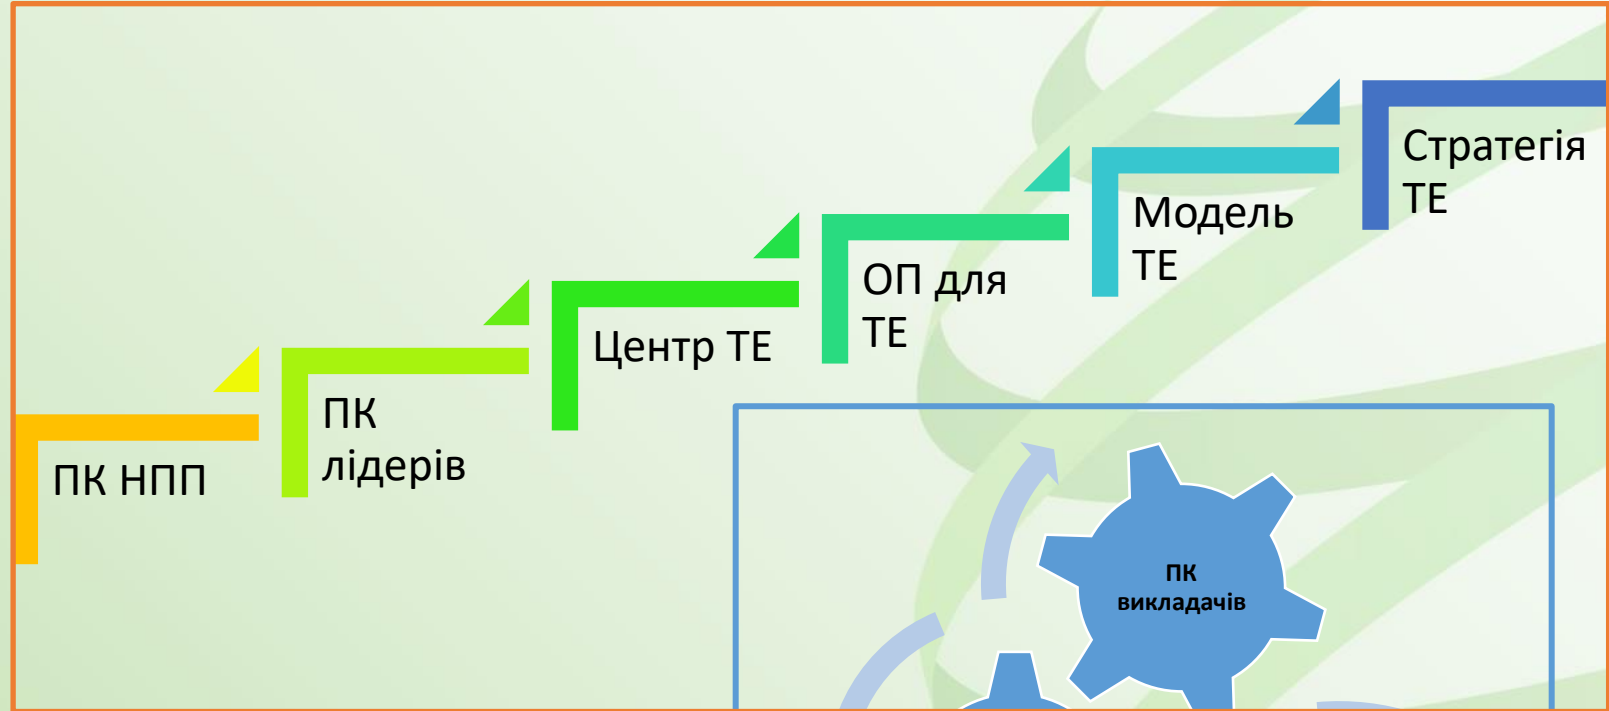 ПК НПП
ПК
лідерів
Центр ТЕ
ОП для
ТЕ
Модель
ТЕ
Стратегія
ТЕ
ПК
викладачів